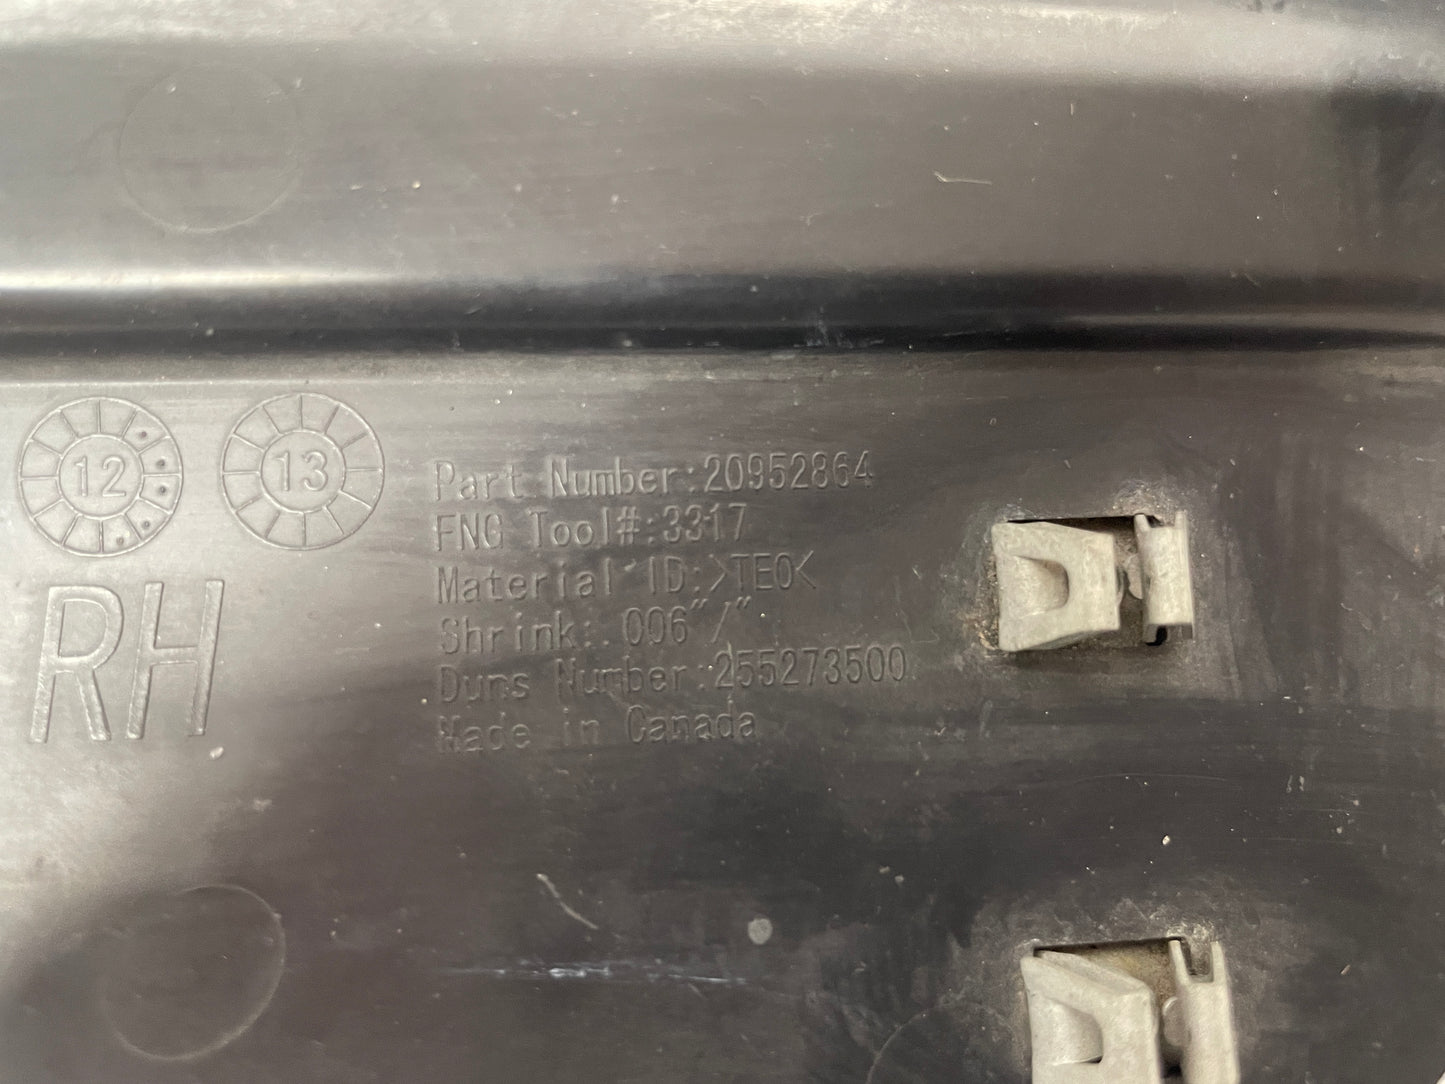 12
13
RH
Part Number:20952864
FNG Tool#:3317
Material ID:>TEO<
Shrink:.006"/"
Duns Number:255273500
Made in Canada